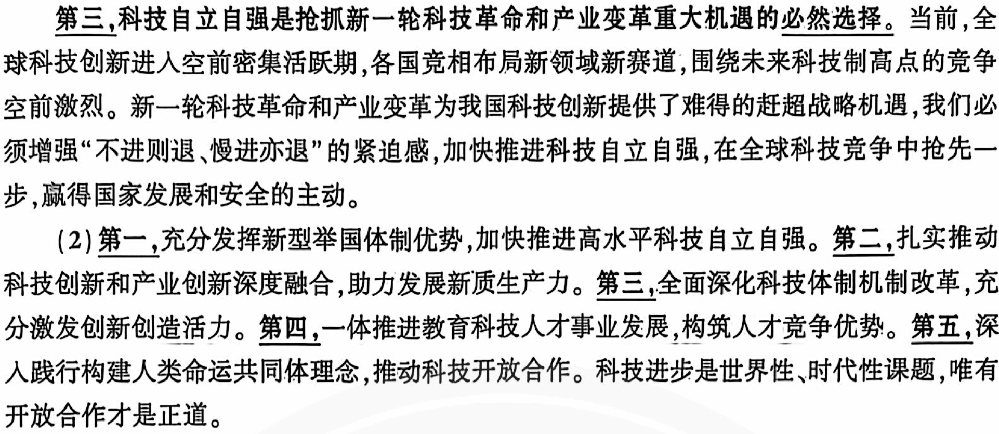 第三,科技自立自强是抢抓新一轮科技革命和产业变革重大机遇的必然选择。当前,全
球科技创新进入空前密集活跃期,各国竞相布局新领域新赛道,围绕未来科技制高点的竞争
空前激烈。新一轮科技革命和产业变革为我国科技创新提供了难得的赶超战略机遇,我们必
须增强“不进则退、慢进亦退”的紧迫感,加快推进科技自立自强,在全球科技竞争中抢先一
步,赢得国家发展和安全的主动。
(2)第一,充分发挥新型举国体制优势,加快推进高水平科技自立自强。第二,扎实推动
科技创新和产业创新深度融合,助力发展新质生产力。第三,全面深化科技体制机制改革,充
分激发创新创造活力。第四,一体推进教育科技人才事业发展,构筑人才竞争优势。第五,深
入践行构建人类命运共同体理念,推动科技开放合作。科技进步是世界性、时代性课题,唯有
开放合作才是正道。